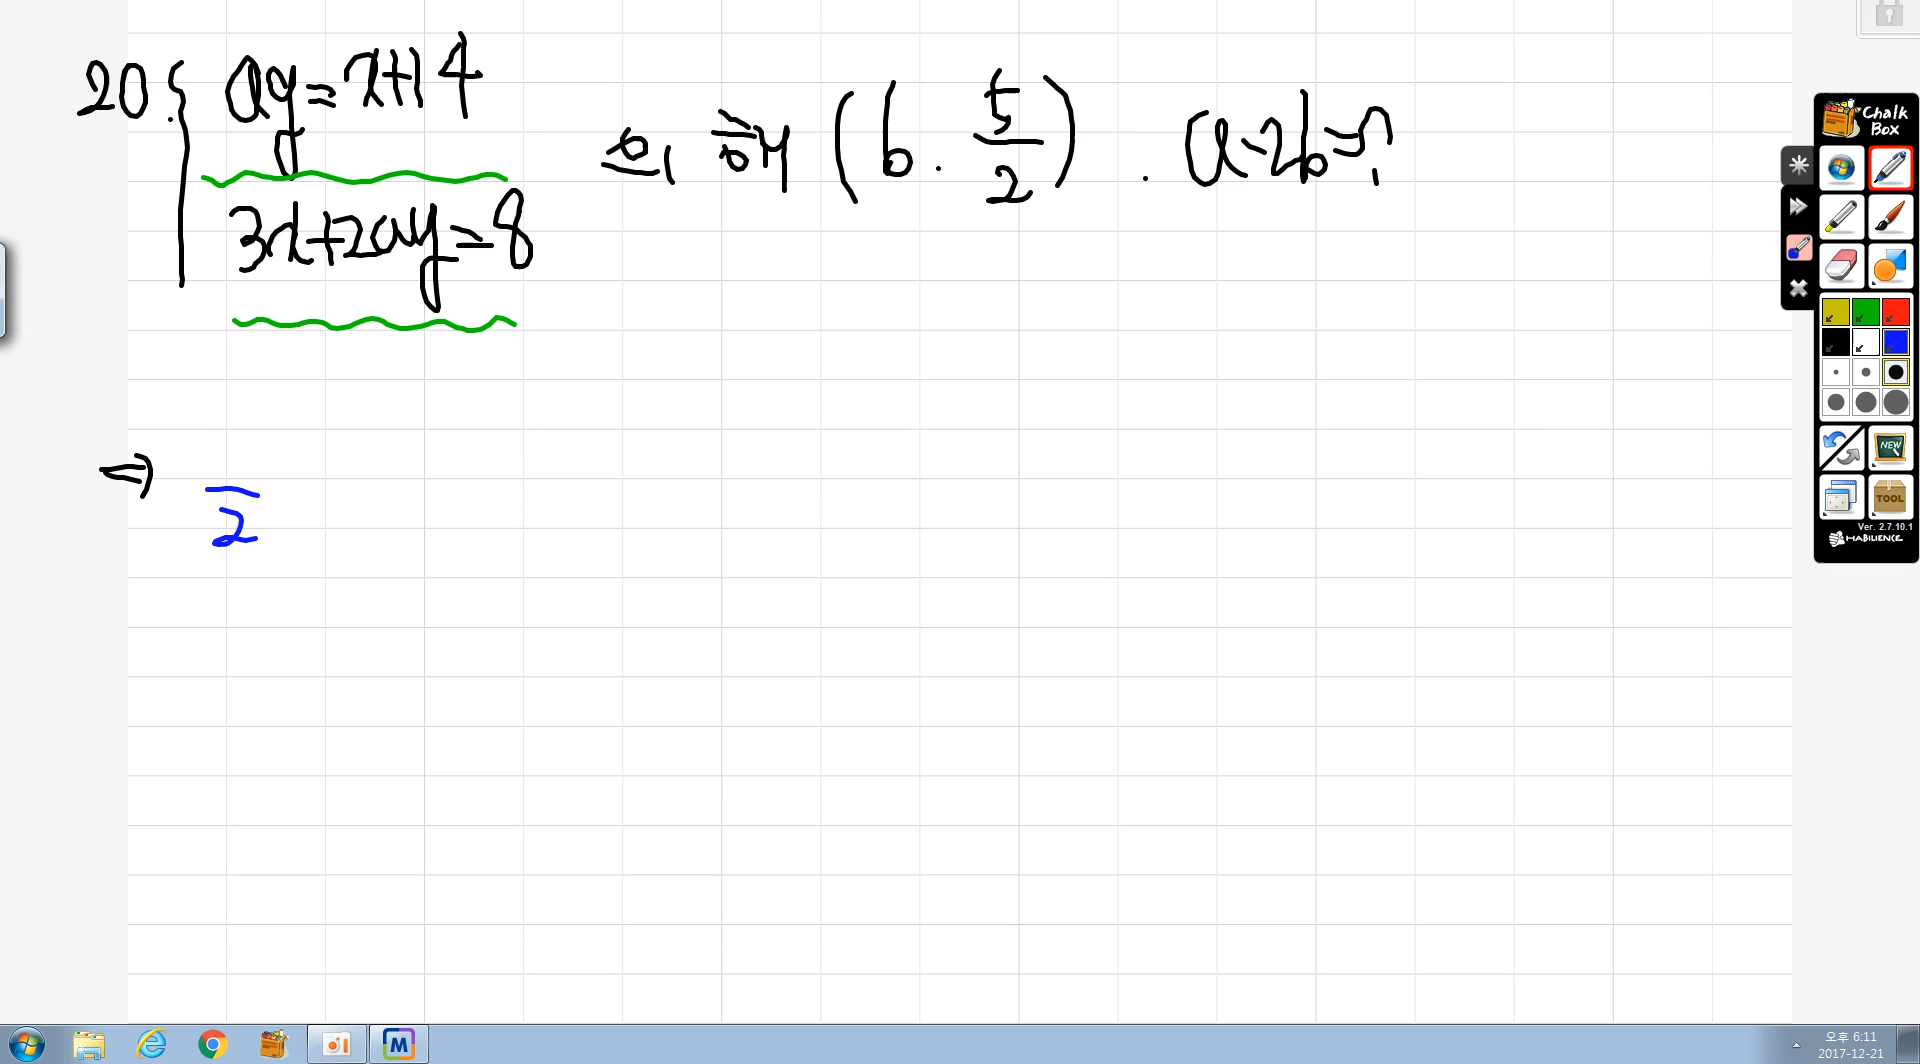 20. ay=x+14
3x+2ay=8
의 해가 (b, 5/2). a-2b=?
⇒
2
Chalk Box
NEW
TOOL
Ver. 2.7.10.1
HABILIENCE
오후 6:11
2017-12-21